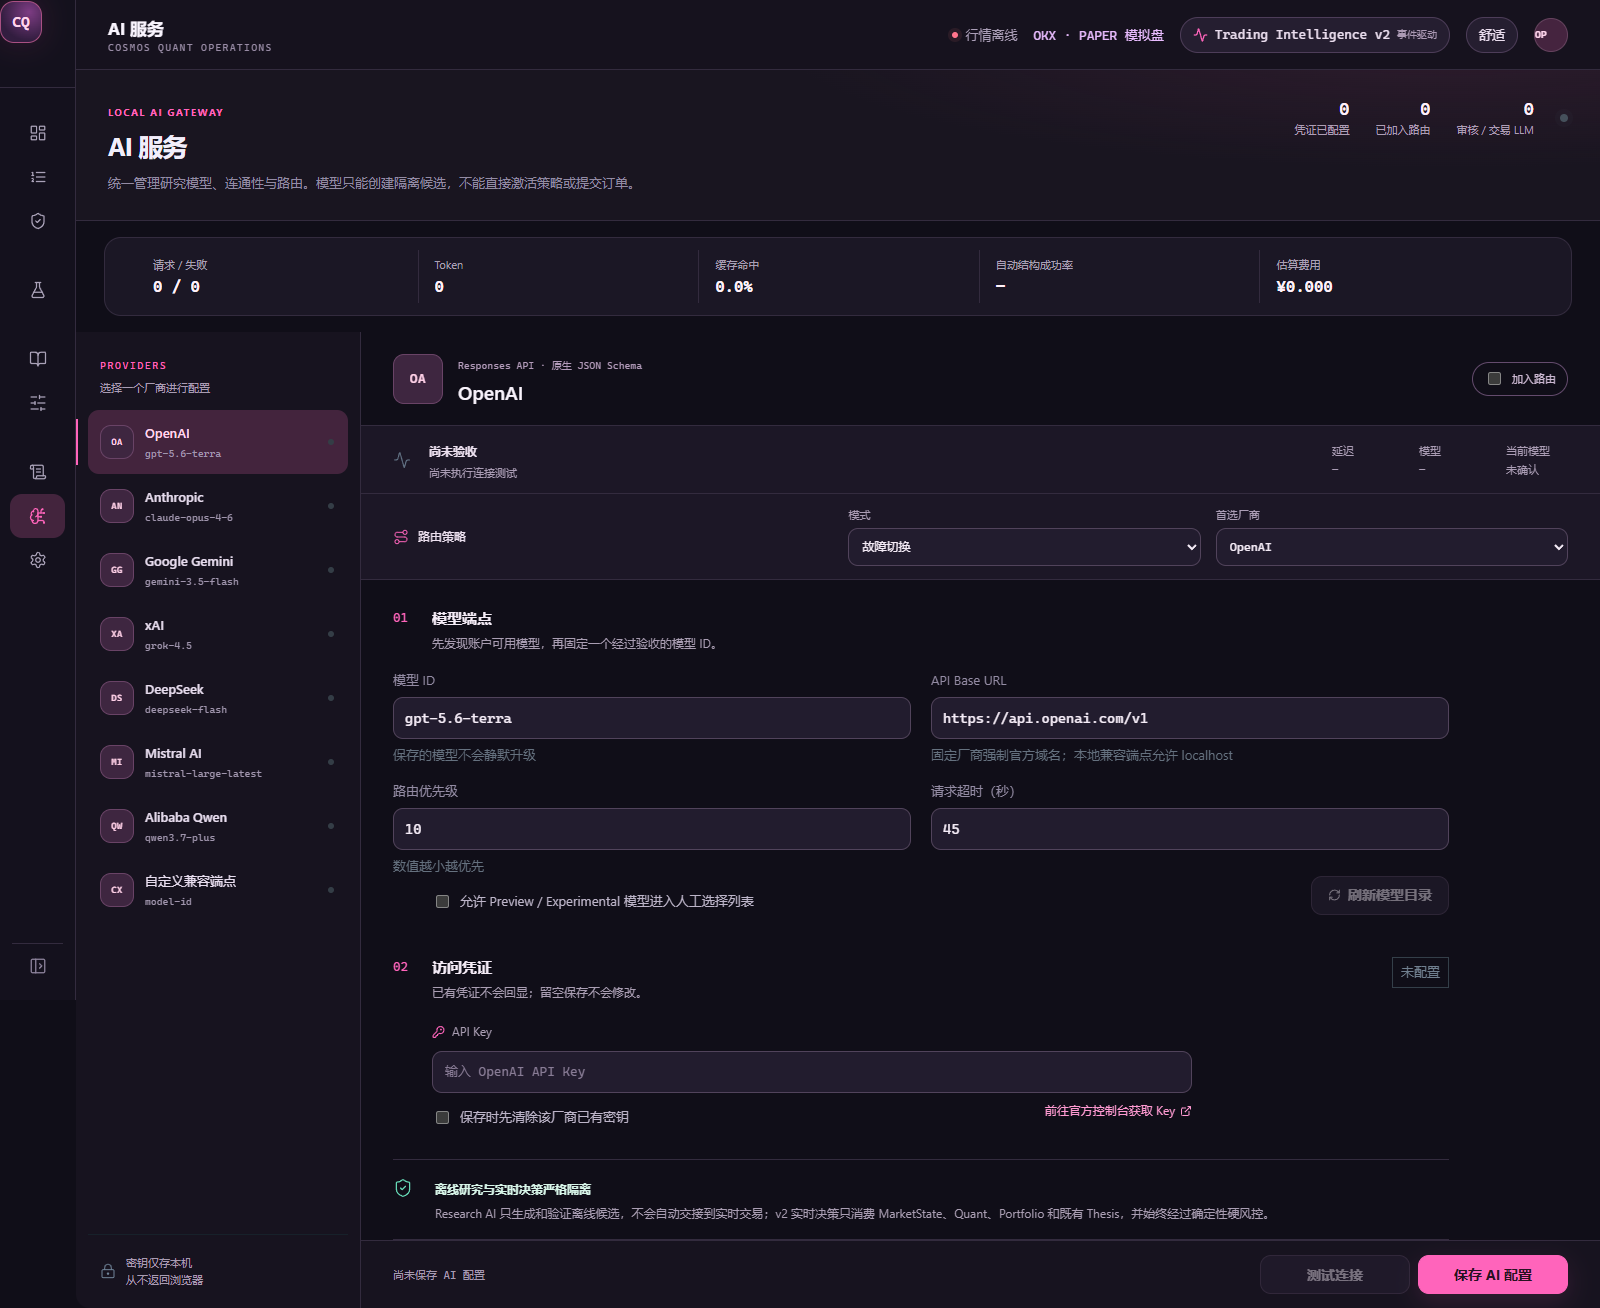 CQ
AI 服务
COSMOS QUANT OPERATIONS
行情离线
OKX · PAPER 模拟盘
Trading Intelligence v2 事件驱动
舒适
OP
LOCAL AI GATEWAY
AI 服务
统一管理研究模型、连通性与路由。模型只能创建隔离候选，不能直接激活策略或提交订单。
0
凭证已配置
0
已加入路由
0
审核 / 交易 LLM
请求 / 失败
0 / 0
Token
0
缓存命中
0.0%
自动结构成功率
—
估算费用
¥0.000
PROVIDERS
选择一个厂商进行配置
OA
OpenAI
gpt-5.6-terra
AN
Anthropic
claude-opus-4-6
GG
Google Gemini
gemini-3.5-flash
XA
xAI
grok-4.5
DS
DeepSeek
deepseek-flash
MI
Mistral AI
mistral-large-latest
QW
Alibaba Qwen
qwen3.7-plus
CX
自定义兼容端点
model-id
密钥仅存本机
从不返回浏览器
OA
Responses API · 原生 JSON Schema
OpenAI
加入路由
尚未验收
尚未执行连接测试
延迟
—
模型
—
当前模型
未确认
路由策略
模式
故障切换
首选厂商
OpenAI
01
模型端点
先发现账户可用模型，再固定一个经过验收的模型 ID。
模型 ID
gpt-5.6-terra
保存的模型不会静默升级
API Base URL
https://api.openai.com/v1
固定厂商强制官方域名；本地兼容端点允许 localhost
路由优先级
10
数值越小越优先
请求超时（秒）
45
允许 Preview / Experimental 模型进入人工选择列表
刷新模型目录
02
访问凭证
已有凭证不会回显；留空保存不会修改。
未配置
API Key
输入 OpenAI API Key
保存时先清除该厂商已有密钥
前往官方控制台获取 Key
离线研究与实时决策严格隔离
Research AI 只生成和验证离线候选，不会自动交接到实时交易；v2 实时决策只消费 MarketState、Quant、Portfolio 和既有 Thesis，并始终经过确定性硬风控。
尚未保存 AI 配置
测试连接
保存 AI 配置